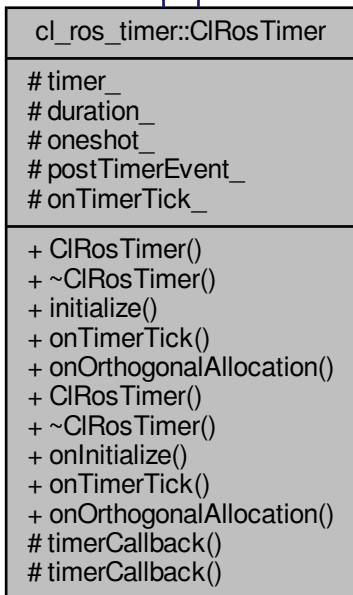 cl_ros_timer::ClRosTimer
# timer_
# duration_
# oneshot_
# postTimerEvent_
# onTimerTick_
+ ClRosTimer()
+ ~ClRosTimer()
+ initialize()
+ onTimerTick()
+ onOrthogonalAllocation()
+ ClRosTimer()
+ ~ClRosTimer()
+ onInitialize()
+ onTimerTick()
+ onOrthogonalAllocation()
# timerCallback()
# timerCallback()